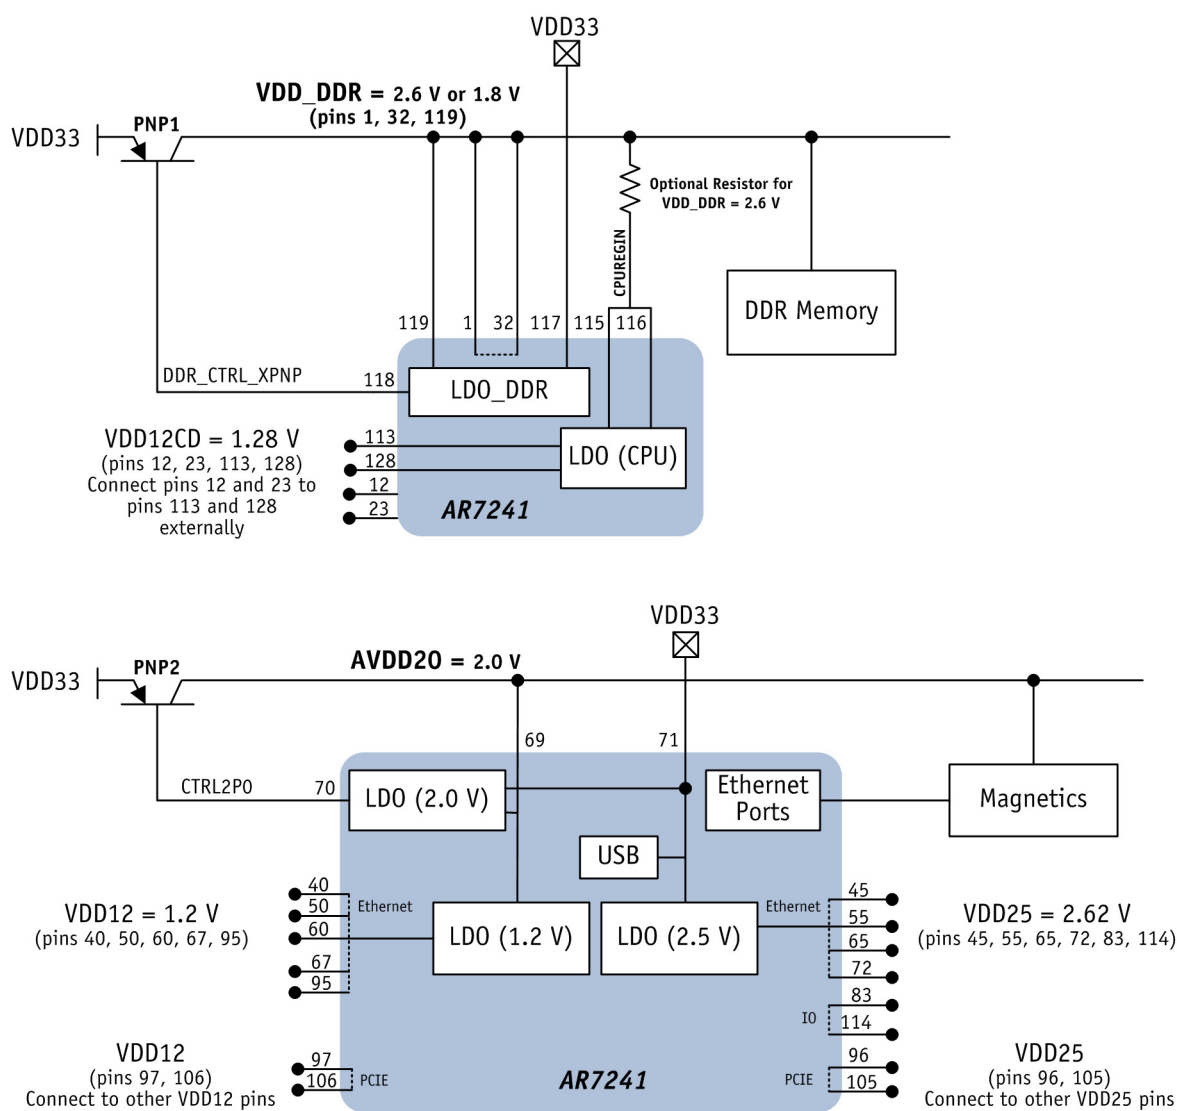 VDD33
VDD_DDR = 2.6 V or 1.8 V
(pins 1, 32, 119)
VDD33
PNP1
Optional Resistor for
VDD_DDR = 2.6 V
CPUREGIN
DDR Memory
119
1
32
117
115
116
DDR_CTRL_XPNP
118
LDO_DDR
VDD12CD = 1.28 V
(pins 12, 23, 113, 128)
Connect pins 12 and 23 to
pins 113 and 128
externally
113
128
12
23
LDO (CPU)
AR7241
VDD33
VDD33
PNP2
AVDD20 = 2.0 V
69
71
CTRL2P0
70
LDO (2.0 V)
Ethernet
Ports
Magnetics
USB
VDD12 = 1.2 V
(pins 40, 50, 60, 67, 95)
40
50
60
67
95
Ethernet
LDO (1.2 V)
LDO (2.5 V)
Ethernet
45
55
65
72
VDD25 = 2.62 V
(pins 45, 55, 65, 72, 83, 114)
IO
83
114
VDD12
(pins 97, 106)
Connect to other VDD12 pins
97
106
PCIE
AR7241
PCIE
96
105
VDD25
(pins 96, 105)
Connect to other VDD25 pins